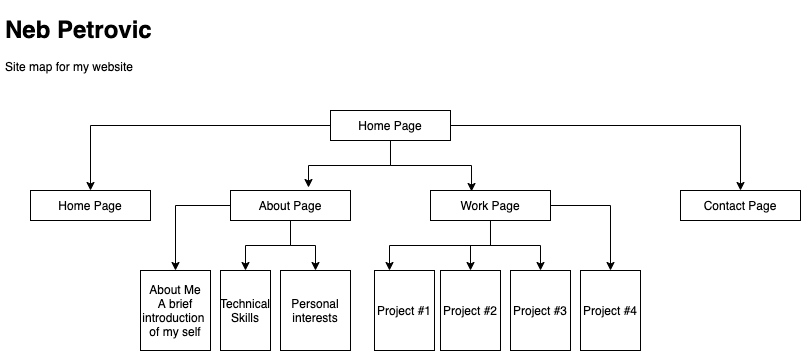 Neb Petrovic
Site map for my website
Home Page
Home Page
About Page
Work Page
Contact Page
About Me
A brief
introduction
of my self
Technical
Skills
Personal
interests
Project #1
Project #2
Project #3
Project #4